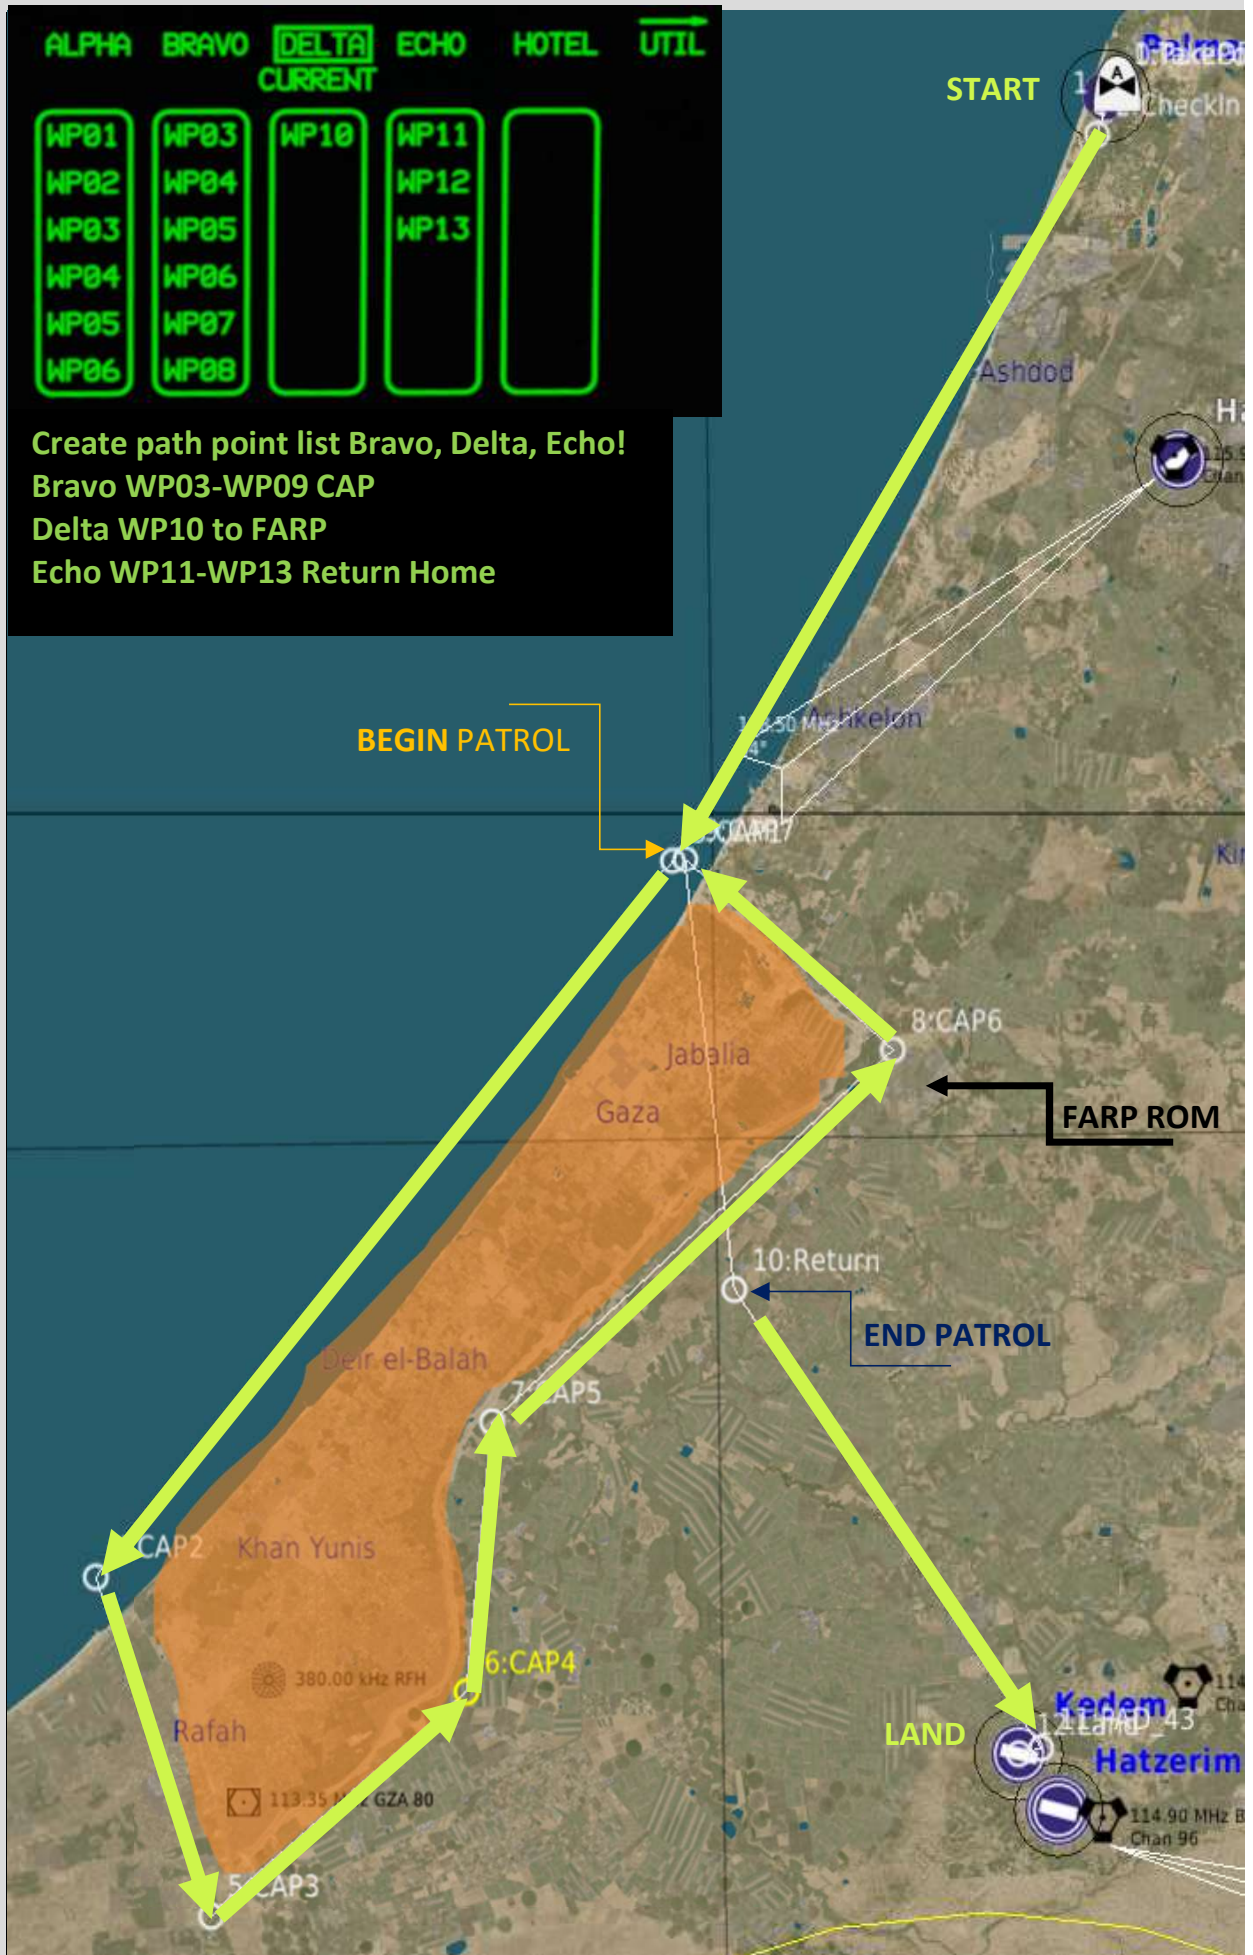 ALPHA BRAVO DELTA ECHO HOTEL UTIL
CURRENT
WP01 WP03 WP10 WP11
WP02 WP04 WP12
WP03 WP05 WP13
WP04 WP06
WP05 WP07
WP06 WP08
Create path point list Bravo, Delta, Echo!
Bravo WP03-WP09 CAP
Delta WP10 to FARP
Echo WP11-WP13 Return Home
START
CheckIn
Ashdod
Ashkelon
BEGIN PATROL
8:CAP6
Jabalia
Gaza
FARP ROM
10:Return
END PATROL
Deir el-Balah
7:CAP5
CAP2
Khan Yunis
6:CAP4
380.00 kHz RFH
Rafah
Kedem
LAND
Hatzerim
113.35 MHz GZA 80
114.90 MHz B
Chan 96
5:CAP3